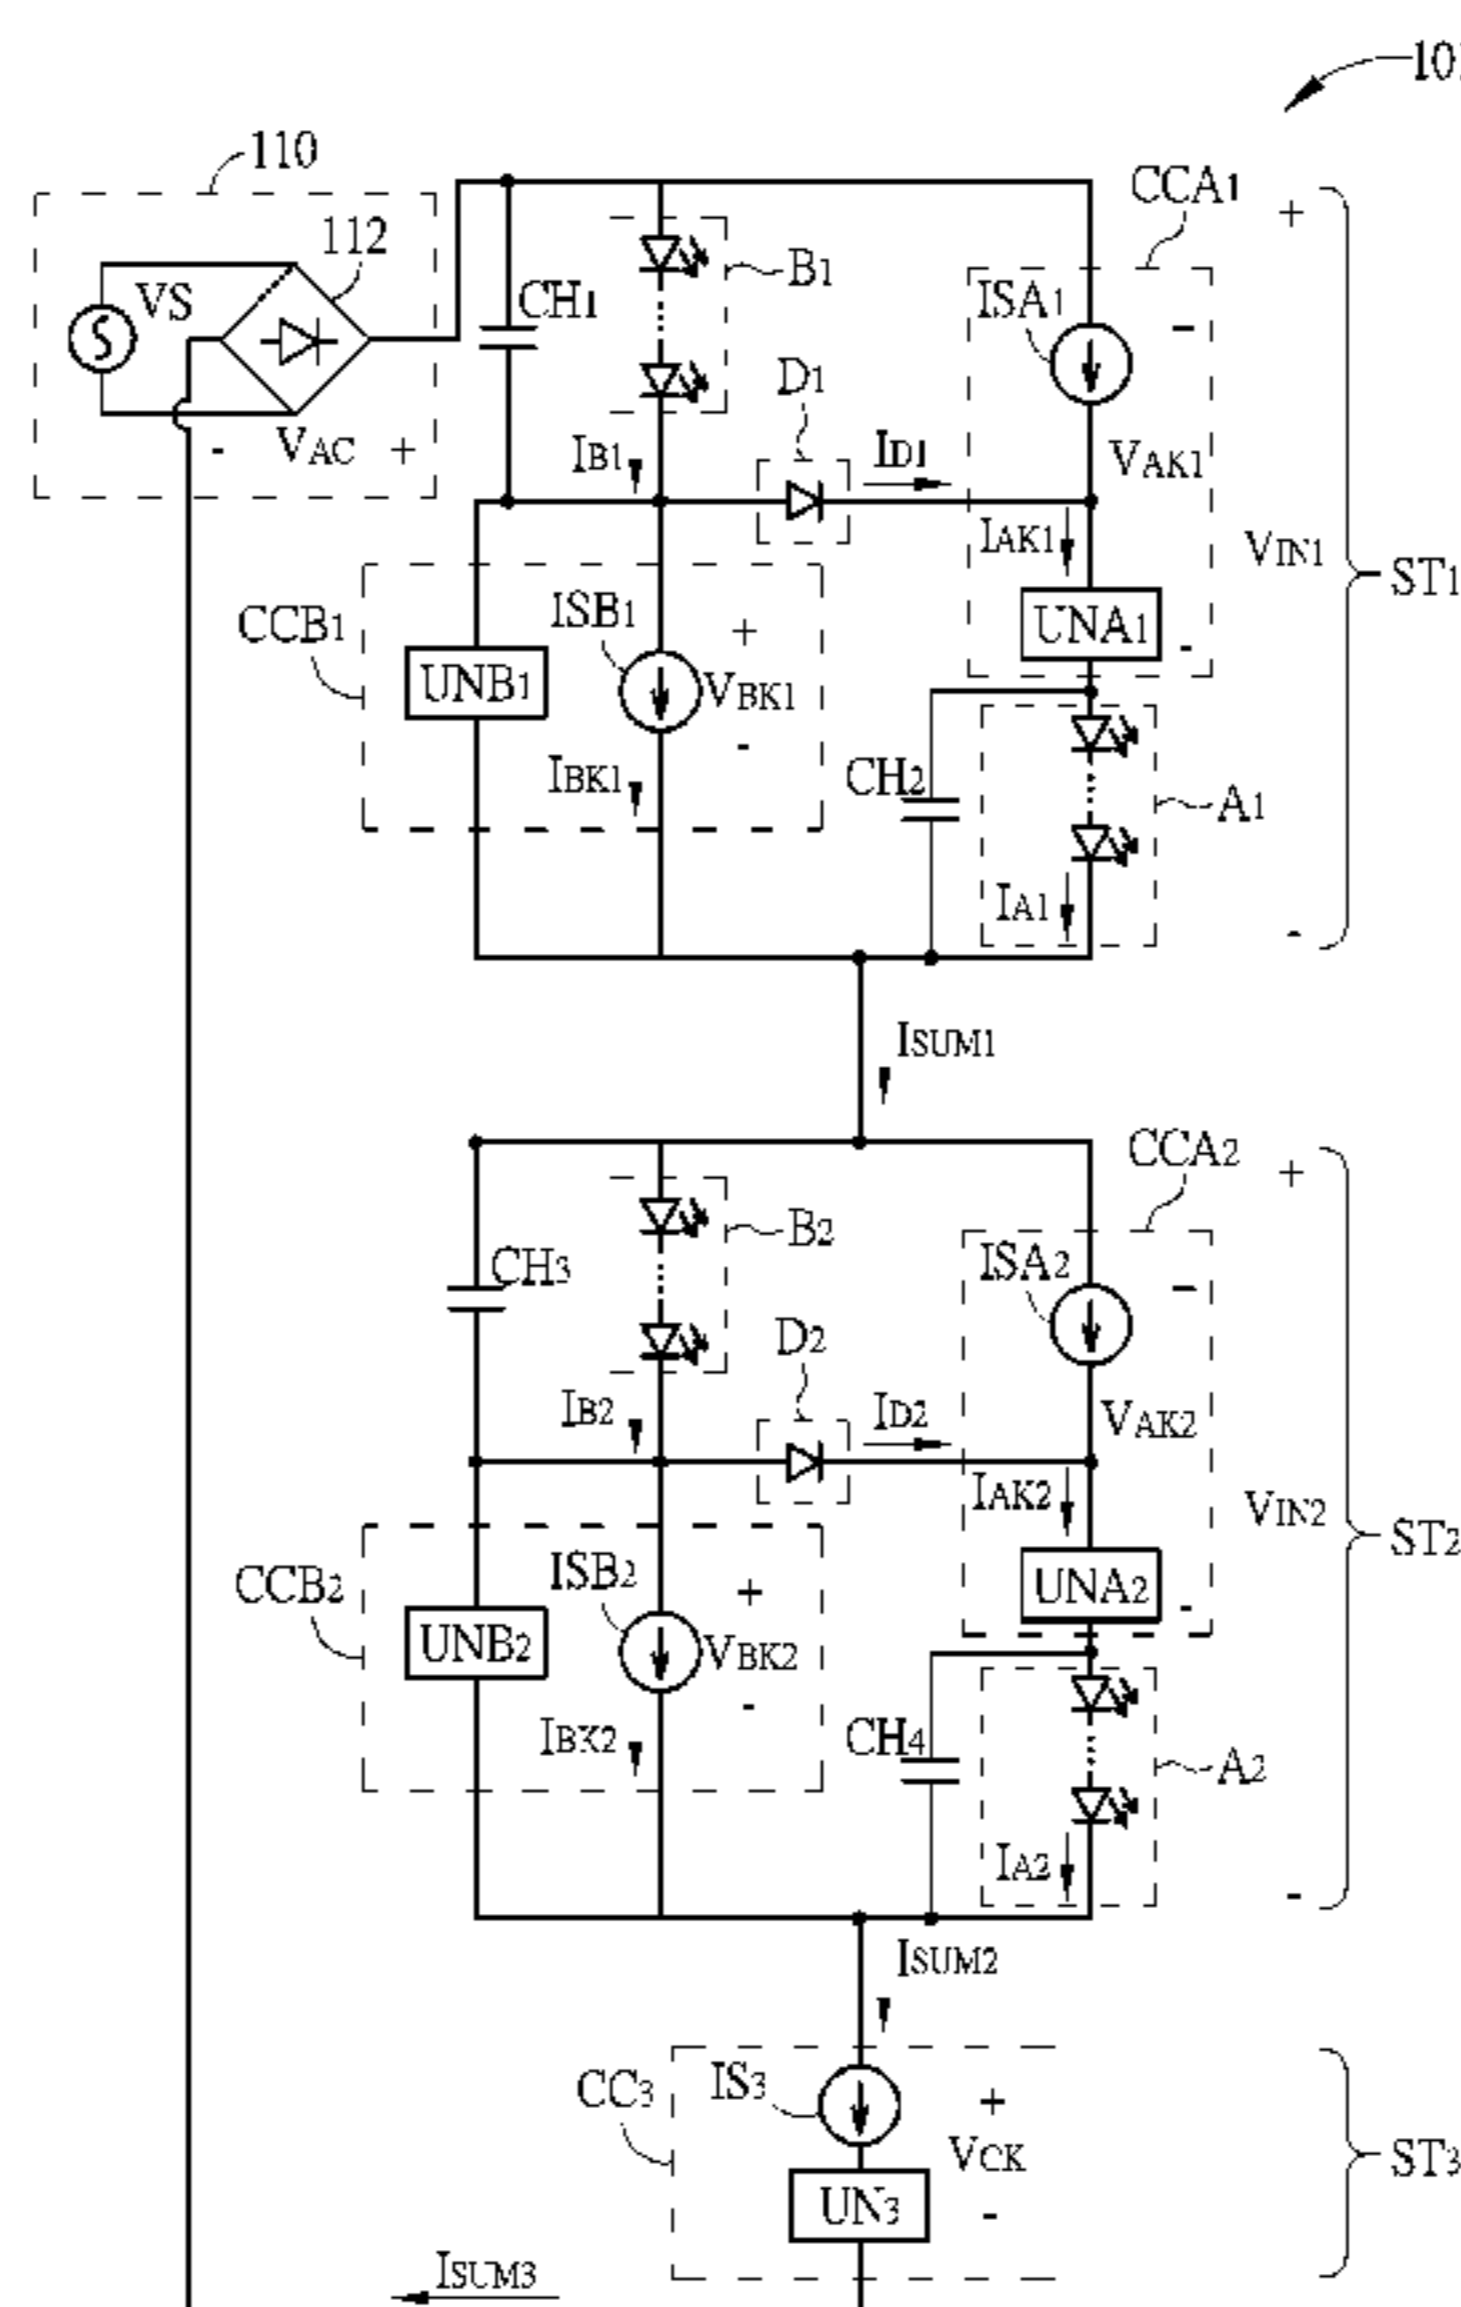 110
CCA1
+
112
B1
VS
CH1
ISA1
-
D1
- VAC +
IB1
ID1
VAK1
IAK1
VIN1
ST1
CCB1
ISB1
+
UNA1
-
UNB1
VBK1
-
IBK1
CH2
A1
IA1
-
ISUM1
CCA2
+
B2
CH3
ISA2
-
D2
IB2
ID2
VAK2
IAK2
VIN2
ST2
CCB2
ISB2
+
UNA2
-
UNB2
VBK2
-
IBK2
CH4
A2
IA2
-
ISUM2
CC3
IS3
+
VCK
ST3
UN3
-
ISUM3